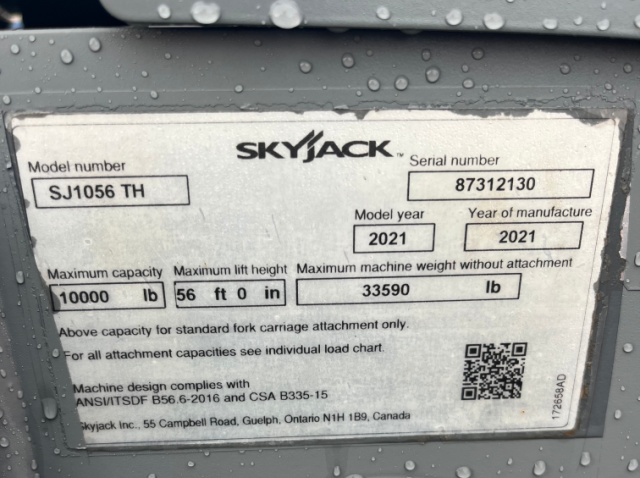 SKYJACK™
Model number
SJ1056 TH
Serial number
87312130
Model year
2021
Year of manufacture
2021
Maximum capacity
10000 lb
Maximum lift height
56 ft 0 in
Maximum machine weight without attachment
33590 lb
Above capacity for standard fork carriage attachment only.
For all attachment capacities see individual load chart.
Machine design complies with
ANSI/ITSDF B56.6-2016 and CSA B335-15
Skyjack Inc., 55 Campbell Road, Guelph, Ontario N1H 1B9, Canada
172658AD